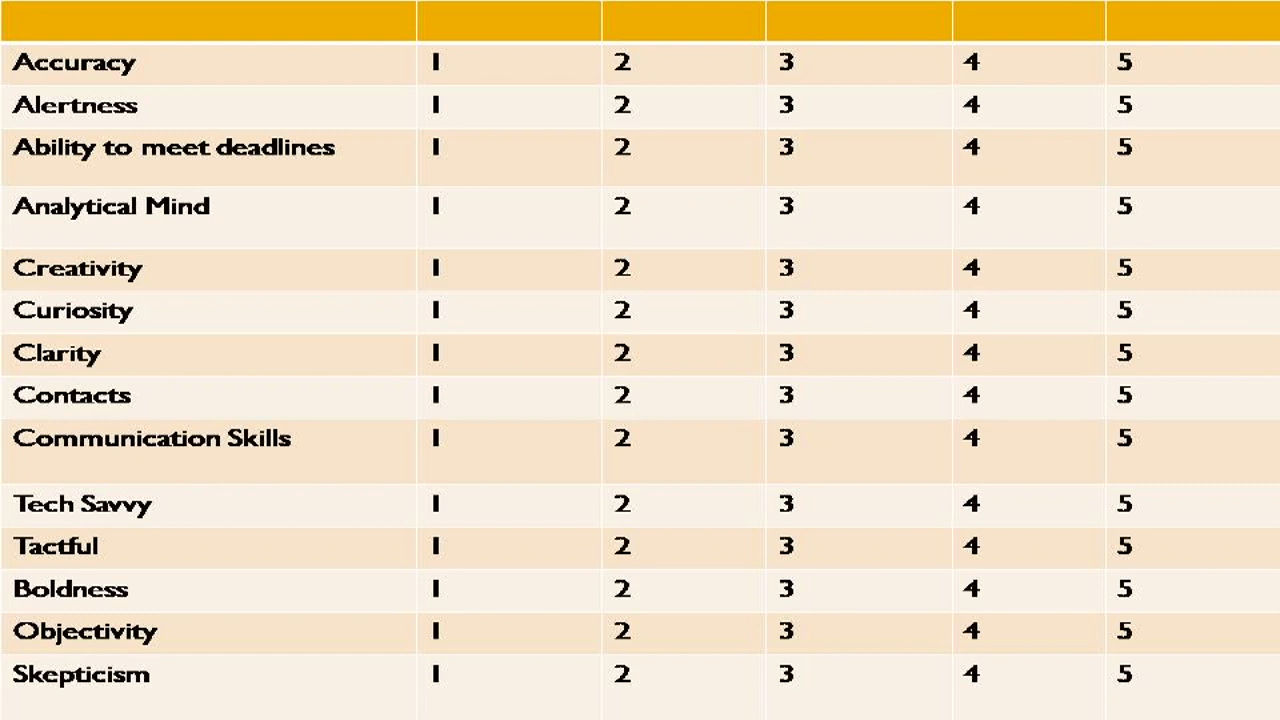 Accuracy 1 2 3 4 5
Alertness 1 2 3 4 5
Ability to meet deadlines 1 2 3 4 5
Analytical Mind 1 2 3 4 5
Creativity 1 2 3 4 5
Curiosity 1 2 3 4 5
Clarity 1 2 3 4 5
Contacts 1 2 3 4 5
Communication Skills 1 2 3 4 5
Tech Savvy 1 2 3 4 5
Tactful 1 2 3 4 5
Boldness 1 2 3 4 5
Objectivity 1 2 3 4 5
Skepticism 1 2 3 4 5